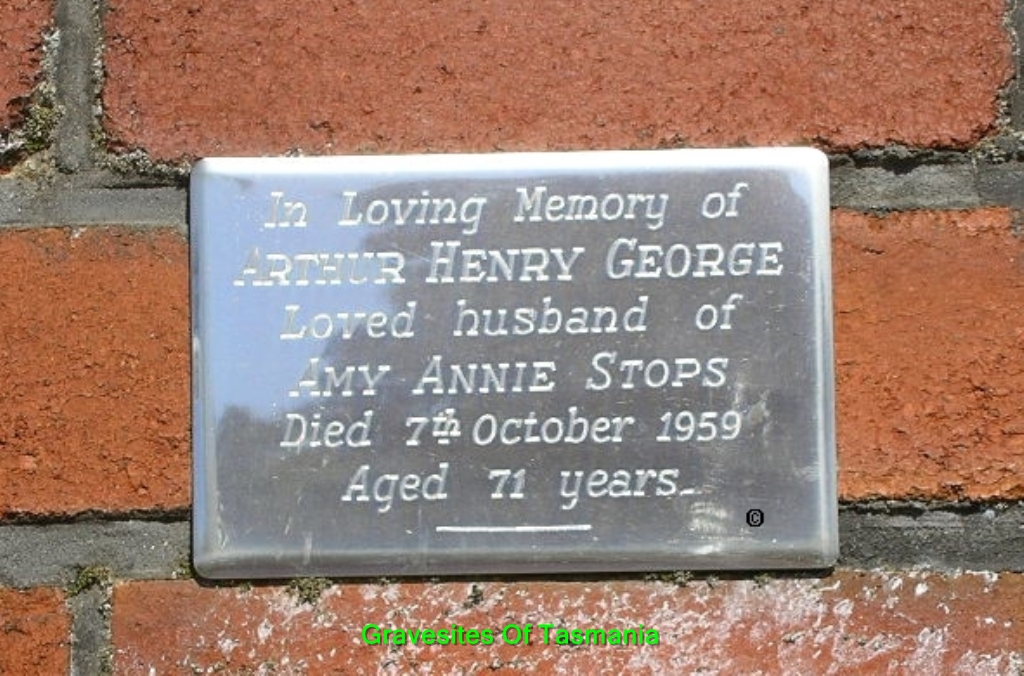 In Loving Memory of
ARTHUR HENRY GEORGE
Loved husband of
AMY ANNIE STOPS
Died 7th October 1959
Aged 71 years.
©
Gravesites Of Tasmania